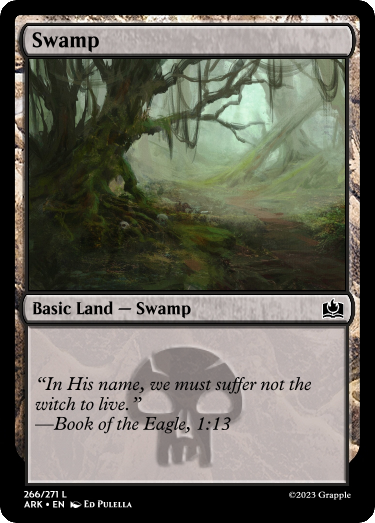 Swamp
Basic Land — Swamp
“In His name, we must suffer not the
witch to live.”
—Book of the Eagle, 1:13
266/271 L
ARK • EN Ed Pulella
©2023 Grapple